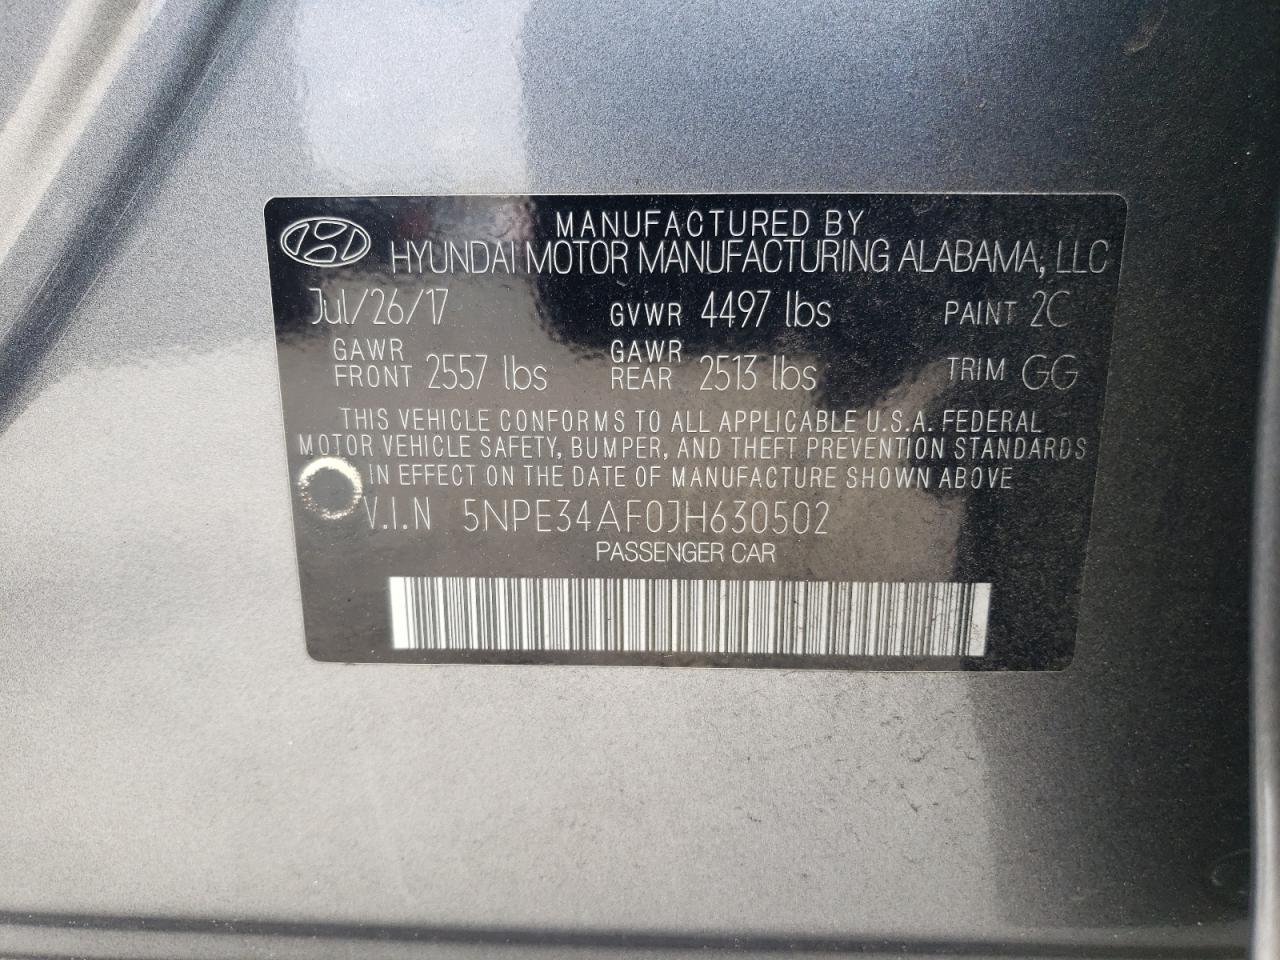 MANUFACTURED BY
HYUNDAI MOTOR MANUFACTURING ALABAMA, LLC
Jul/26/17 GVWR 4497 lbs PAINT 2C
GAWR FRONT 2557 lbs GAWR REAR 2513 lbs TRIM GG
THIS VEHICLE CONFORMS TO ALL APPLICABLE U.S.A. FEDERAL
MOTOR VEHICLE SAFETY, BUMPER, AND THEFT PREVENTION STANDARDS
IN EFFECT ON THE DATE OF MANUFACTURE SHOWN ABOVE
V.I.N 5NPE34AF0JH630502
PASSENGER CAR